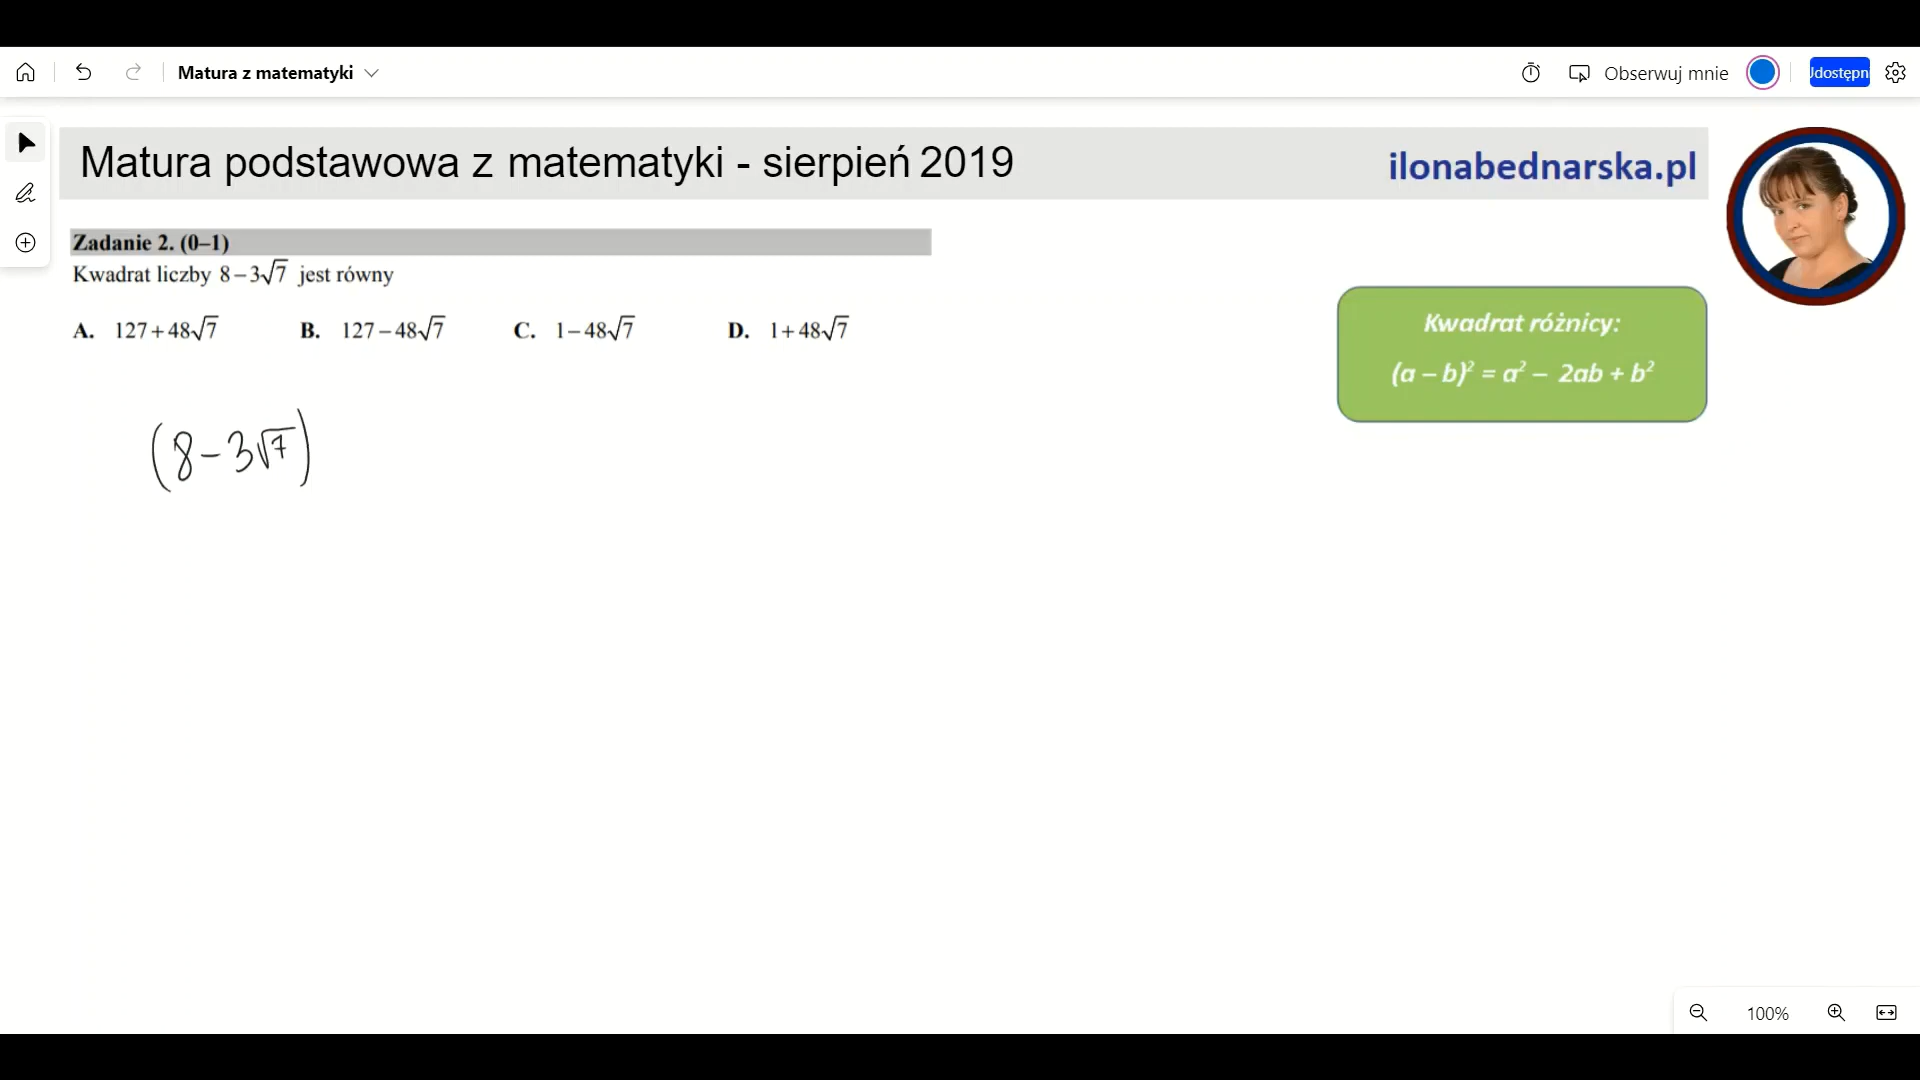 Matura z matematyki
Obserwuj mnie
Udostępni
Matura podstawowa z matematyki - sierpień 2019
ilonabednarska.pl
Zadanie 2. (0–1)
Kwadrat liczby 8 – 3√7 jest równy
A. 127 + 48√7 B. 127 – 48√7 C. 1 – 48√7 D. 1 + 48√7
Kwadrat różnicy:
(a – b)² = a² – 2ab + b²
(8 – 3√7)
100%